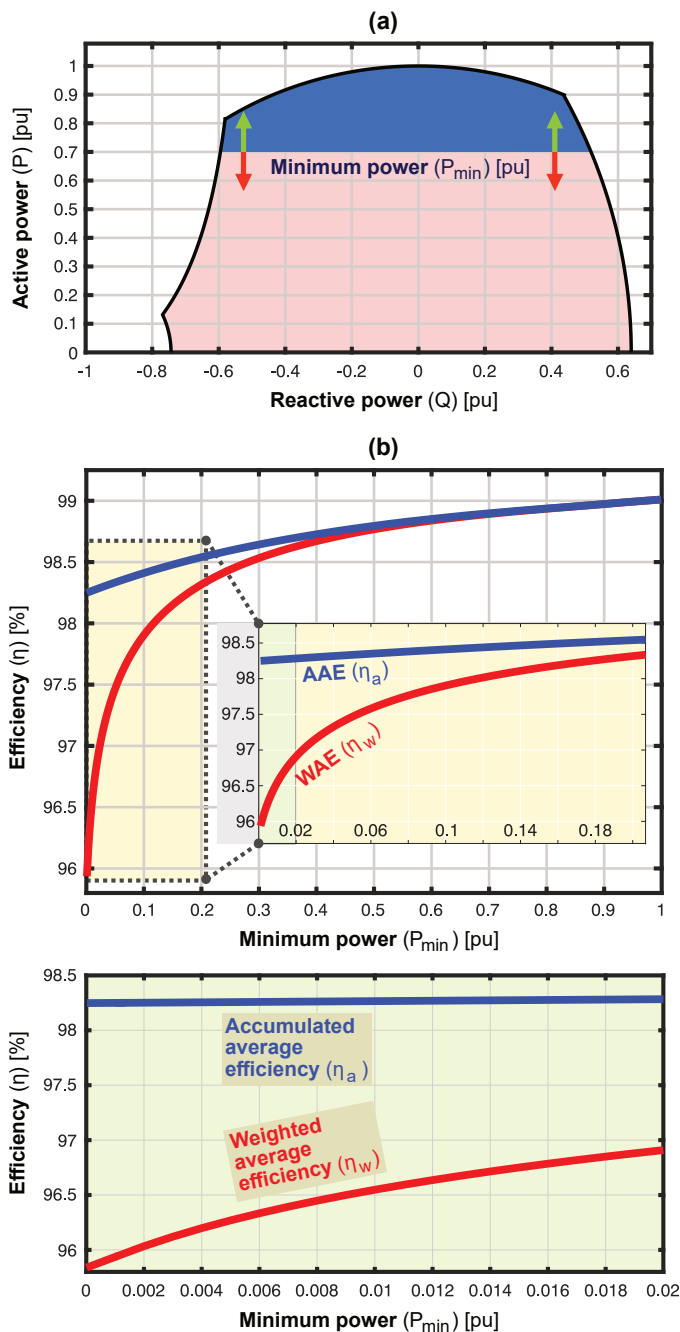 (a)
1
0.9
0.8
0.7
0.6
0.5
0.4
0.3
0.2
0.1
0
Active power (P) [pu]
Minimum power (Pmin) [pu]
-1 -0.8 -0.6 -0.4 -0.2 0 0.2 0.4 0.6
Reactive power (Q) [pu]
(b)
99
98.5
98
97.5
97
96.5
96
Efficiency (η) [%]
98.5
98
97.5
97
96.5
96
AAE (ηa)
WAE (ηw)
0.02 0.06 0.1 0.14 0.18
0 0.1 0.2 0.3 0.4 0.5 0.6 0.7 0.8 0.9 1
Minimum power (Pmin) [pu]
98.5
98
97.5
97
96.5
96
Efficiency (η) [%]
Accumulated
average
efficiency (ηa)
Weighted
average
efficiency (ηw)
0 0.002 0.004 0.006 0.008 0.01 0.012 0.014 0.016 0.018 0.02
Minimum power (Pmin) [pu]